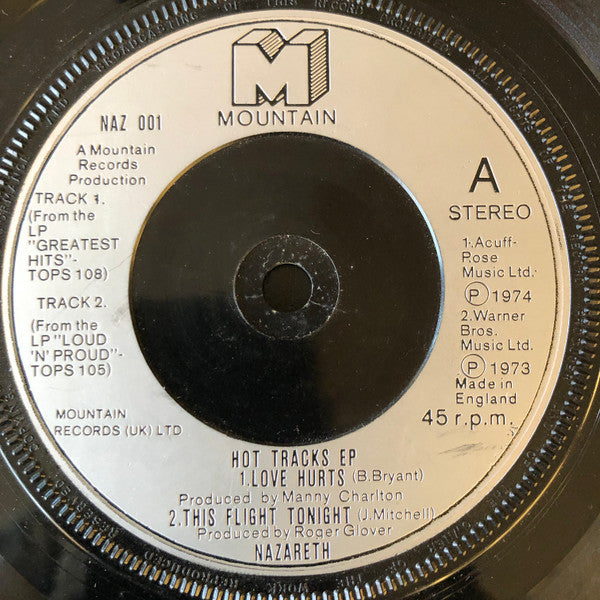 M
MOUNTAIN
NAZ 001
A Mountain
Records
Production
TRACK 1.
(From the
LP
"GREATEST
HITS"-
TOPS 108)
TRACK 2.
(From the
LP "LOUD
'N' PROUD"-
TOPS 105)
MOUNTAIN
RECORDS (UK) LTD
A
STEREO
1.Acuff-
Rose
Music Ltd.
Ⓟ 1974
2.Warner
Bros.
Music Ltd.
Ⓟ 1973
Made in
England
45 r.p.m.
HOT TRACKS EP
1.LOVE HURTS (B.Bryant)
Produced by Manny Charlton
2.THIS FLIGHT TONIGHT (J.Mitchell)
Produced by Roger Glover
NAZARETH